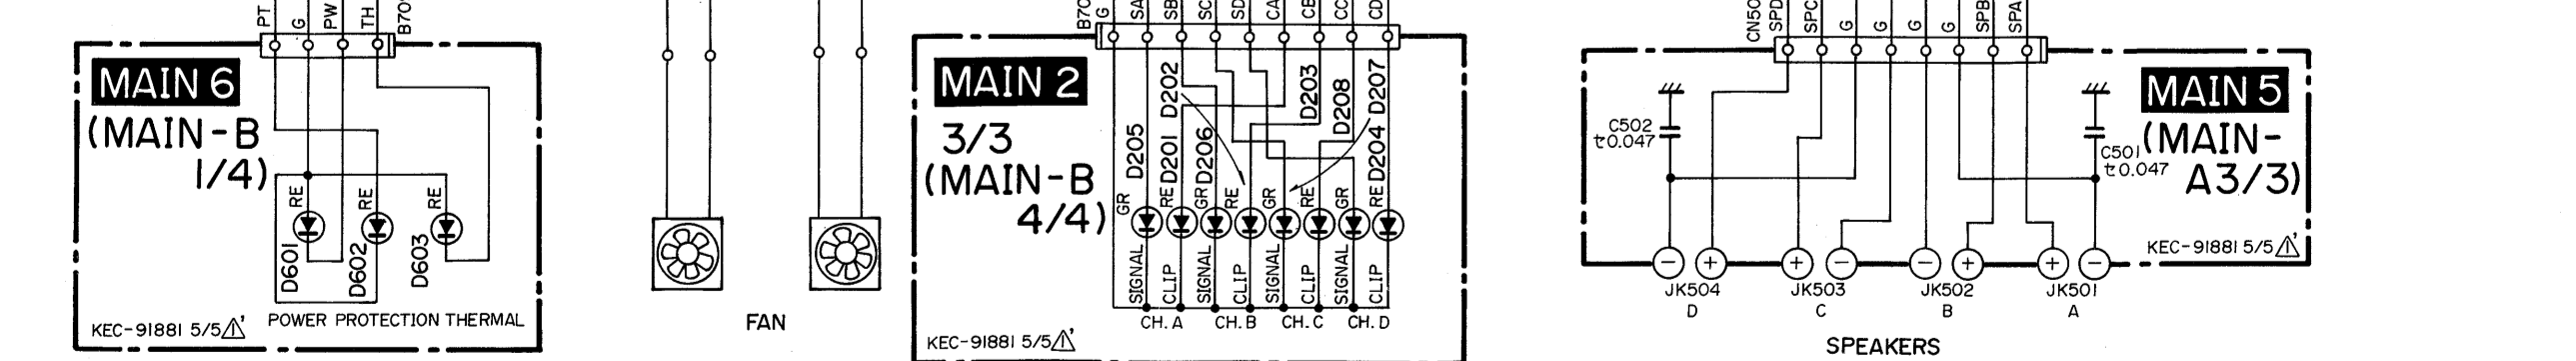 PT
G
PW
TH
MAIN 6
(MAIN-B
1/4)
RE
RE
RE
D601
D602
D603
POWER PROTECTION THERMAL
KEC-91881 5/5
FAN
G
SA
SB
SC
SD
CA
CC
CD
MAIN 2
3/3
(MAIN-B
4/4)
D205
D201
D202
D206
D203
D208
D204
D207
GR
RE
GR
RE
GR
RE
GR
RE
SIGNAL
CLIP
SIGNAL
CLIP
SIGNAL
CLIP
SIGNAL
CLIP
CH. A
CH. B
CH. C
CH. D
KEC-91881 5/5
SPD
SPC
G
G
G
G
SPB
SPA
MAIN 5
(MAIN-
A3/3)
C502
セ0.047
C501
セ0.047
KEC-91881 5/5
− + + − − + + −
JK504
JK503
JK502
JK501
D
C
B
A
SPEAKERS